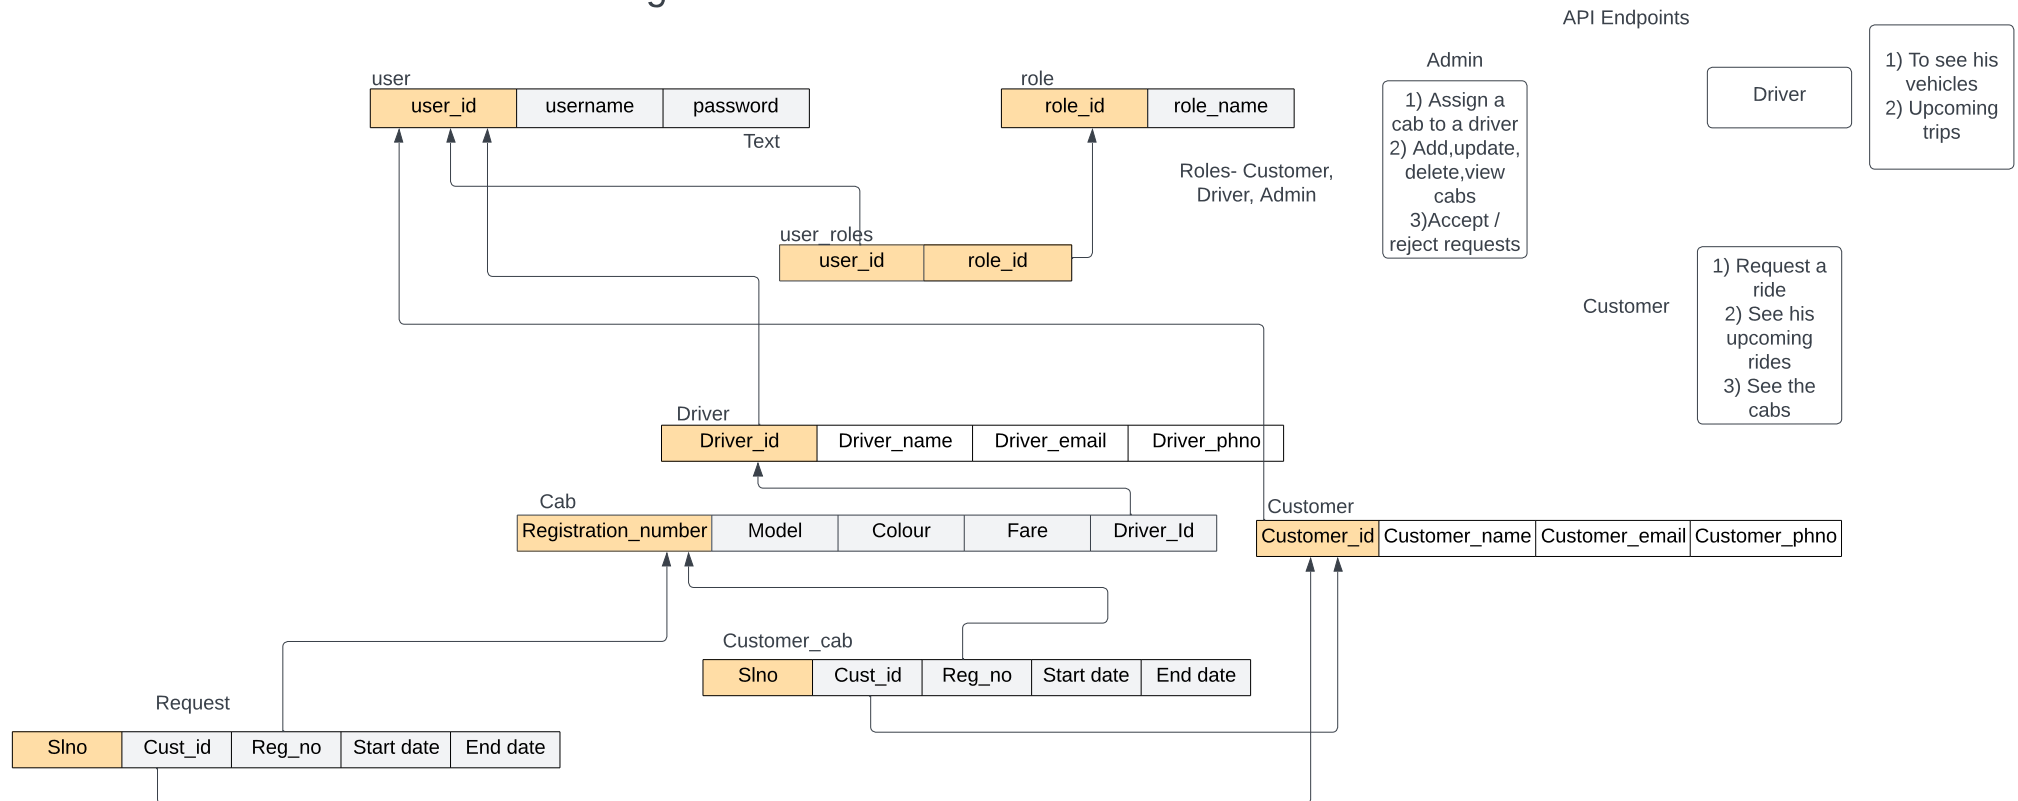 API Endpoints
Admin
1) Assign a
cab to a driver
2) Add,update,
delete,view
cabs
3)Accept /
reject requests
Driver
1) To see his
vehicles
2) Upcoming
trips
Customer
1) Request a
ride
2) See his
upcoming
rides
3) See the
cabs
user
user_id username password
Text
role
role_id role_name
Roles- Customer,
Driver, Admin
user_roles
user_id role_id
Driver
Driver_id Driver_name Driver_email Driver_phno
Cab
Registration_number Model Colour Fare Driver_Id
Customer
Customer_id Customer_name Customer_email Customer_phno
Customer_cab
Slno Cust_id Reg_no Start date End date
Request
Slno Cust_id Reg_no Start date End date